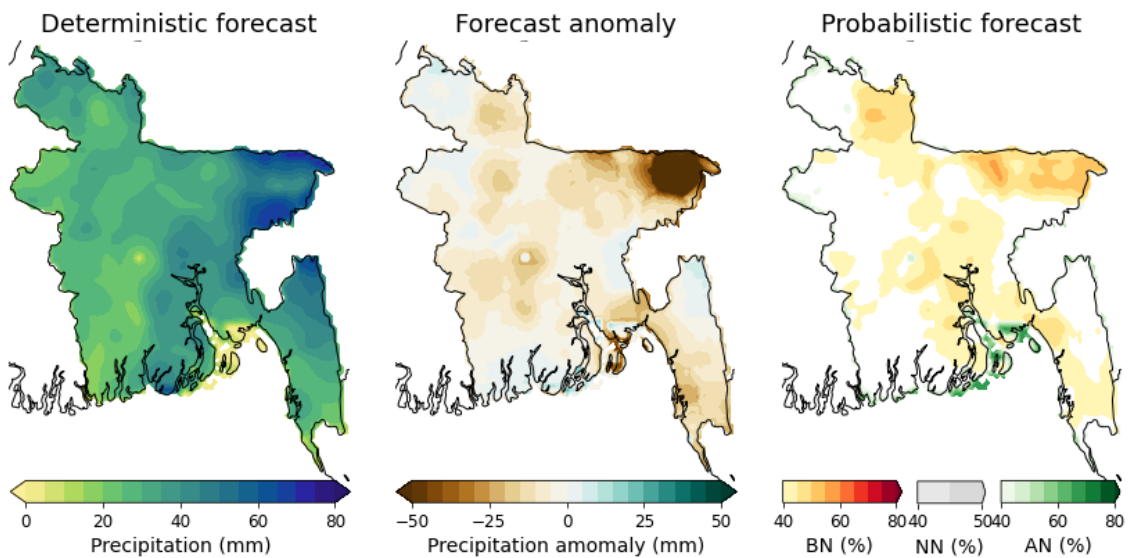 Deterministic forecast
Forecast anomaly
Probabilistic forecast
0 20 40 60 80
Precipitation (mm)
−50 −25 0 25 50
Precipitation amomaly (mm)
40 60 80
BN (%)
40 50
NN (%)
40 60 80
AN (%)